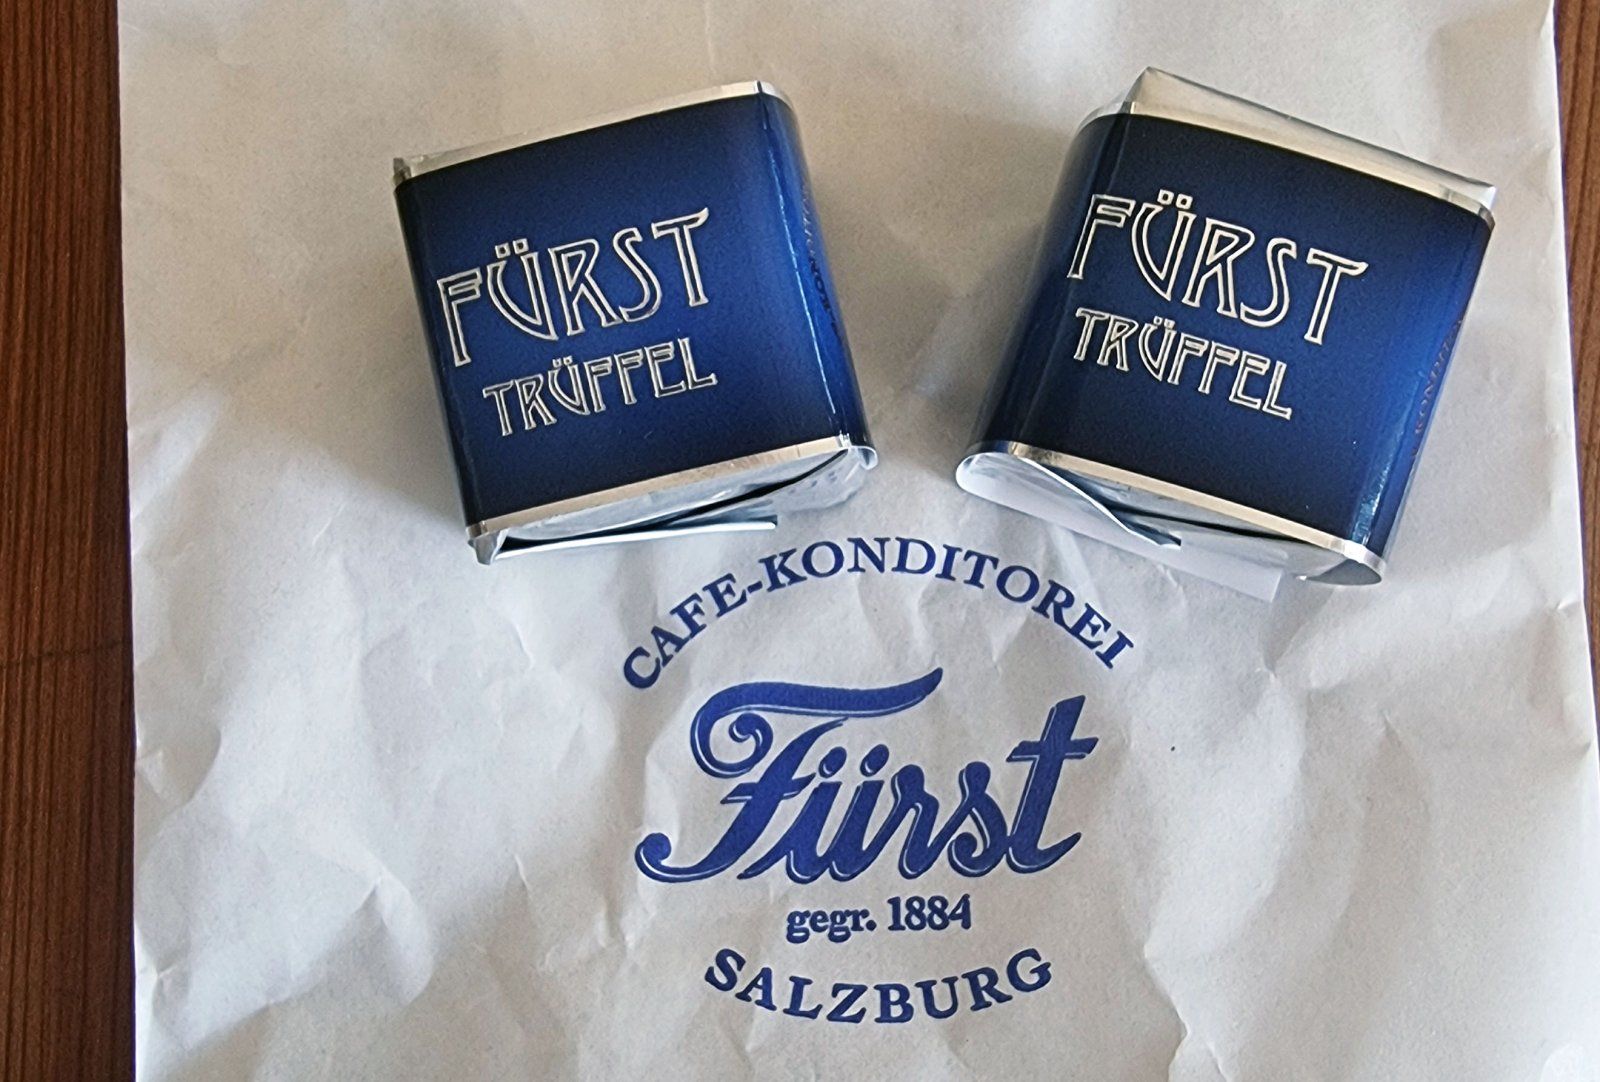 FÜRST
TRÜFFEL
FÜRST
TRÜFFEL
CAFE-KONDITOREI
Fürst
gegr. 1884
SALZBURG